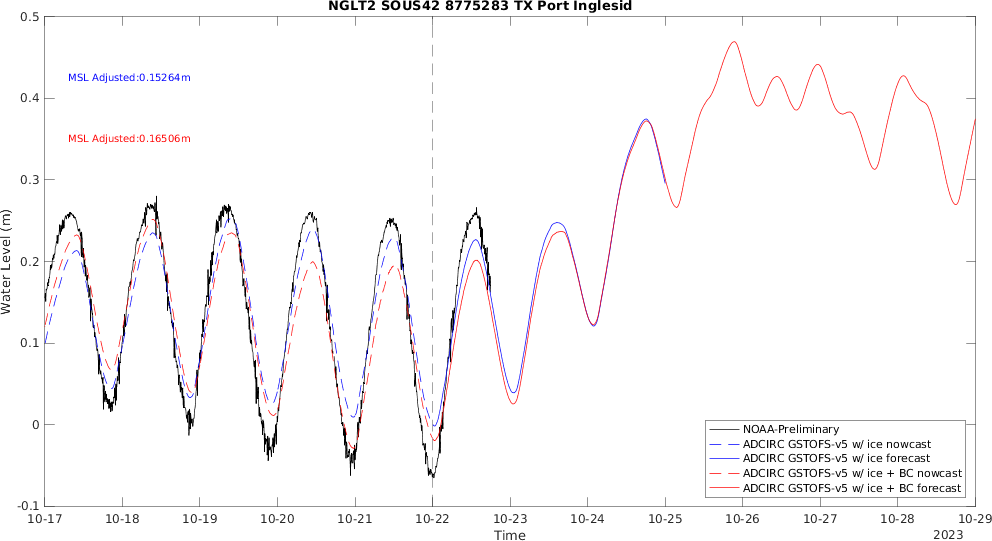 NGLT2 SOUS42 8775283 TX Port Inglesid
0.5
0.4
0.3
0.2
0.1
0
-0.1
Water Level (m)
MSL Adjusted:0.15264m
MSL Adjusted:0.16506m
NOAA-Preliminary
ADCIRC GSTOFS-v5 w/ ice nowcast
ADCIRC GSTOFS-v5 w/ ice forecast
ADCIRC GSTOFS-v5 w/ ice + BC nowcast
ADCIRC GSTOFS-v5 w/ ice + BC forecast
10-17 10-18 10-19 10-20 10-21 10-22 10-23 10-24 10-25 10-26 10-27 10-28 10-29
Time
2023